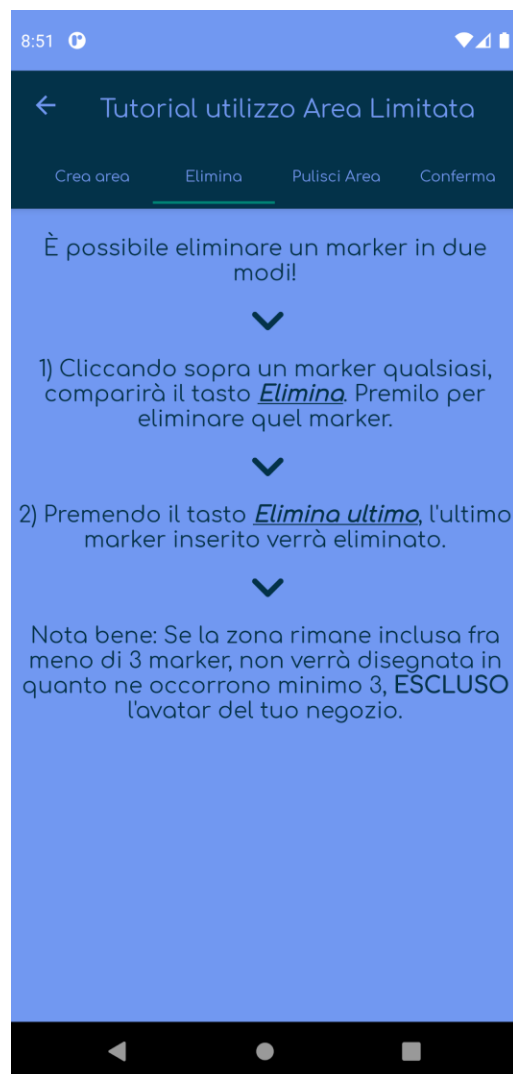 8:51
Tutorial utilizzo Area Limitata
Crea area Elimina Pulisci Area Conferma
È possibile eliminare un marker in due
modi!
1) Cliccando sopra un marker qualsiasi,
comparirà il tasto Elimina. Premilo per
eliminare quel marker.
2) Premendo il tasto Elimina ultimo, l'ultimo
marker inserito verrà eliminato.
Nota bene: Se la zona rimane inclusa fra
meno di 3 marker, non verrà disegnata in
quanto ne occorrono minimo 3, ESCLUSO
l'avatar del tuo negozio.